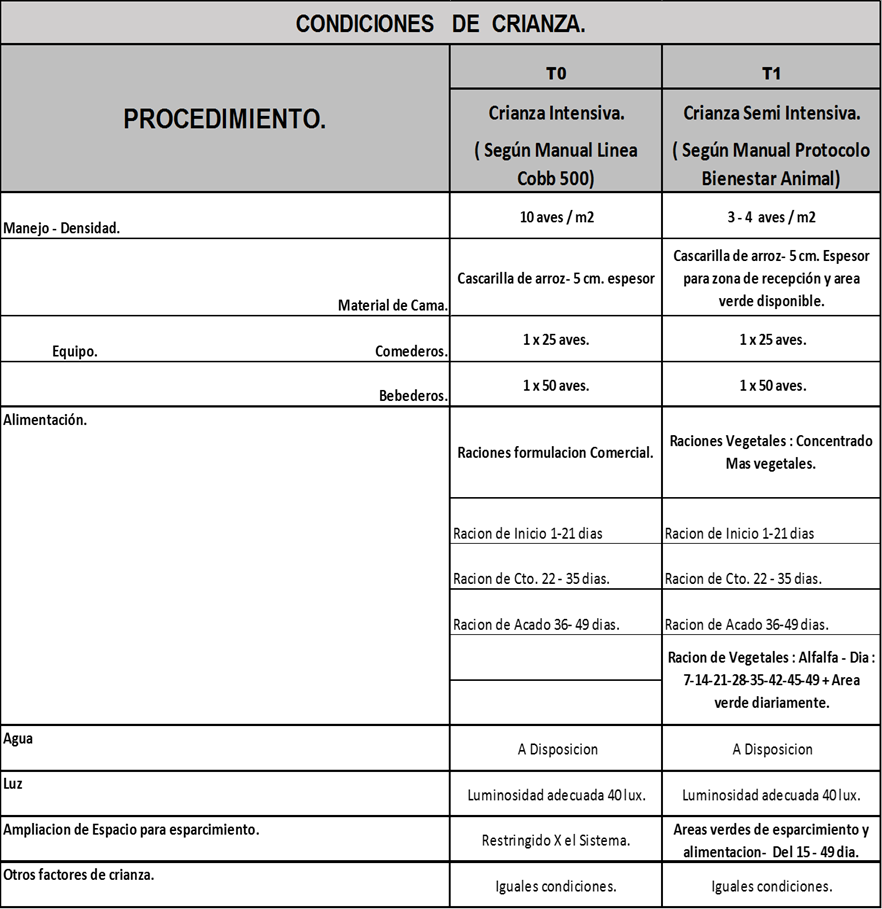 CONDICIONES DE CRIANZA.
PROCEDIMIENTO.
T0
T1
Crianza Intensiva.
( Según Manual Linea
Cobb 500)
Crianza Semi Intensiva.
( Según Manual Protocolo
Bienestar Animal)
Manejo - Densidad.
10 aves / m2
3 - 4 aves / m2
Material de Cama.
Cascarilla de arroz- 5 cm. espesor
Cascarilla de arroz- 5 cm. Espesor
para zona de recepción y area
verde disponible.
Equipo.
Comederos.
1 x 25 aves.
1 x 25 aves.
Bebederos.
1 x 50 aves.
1 x 50 aves.
Alimentación.
Raciones formulacion Comercial.
Raciones Vegetales : Concentrado
Mas vegetales.
Racion de Inicio 1-21 dias
Racion de Inicio 1-21 dias
Racion de Cto. 22 - 35 dias.
Racion de Cto. 22 - 35 dias.
Racion de Acado 36- 49 dias.
Racion de Acado 36-49 dias.
Racion de Vegetales : Alfalfa - Dia :
7-14-21-28-35-42-45-49 + Area
verde diariamente.
Agua
A Disposicion
A Disposicion
Luz
Luminosidad adecuada 40 lux.
Luminosidad adecuada 40 lux.
Ampliacion de Espacio para esparcimiento.
Restringido X el Sistema.
Areas verdes de esparcimiento y
alimentacion- Del 15 - 49 dia.
Otros factores de crianza.
Iguales condiciones.
Iguales condiciones.